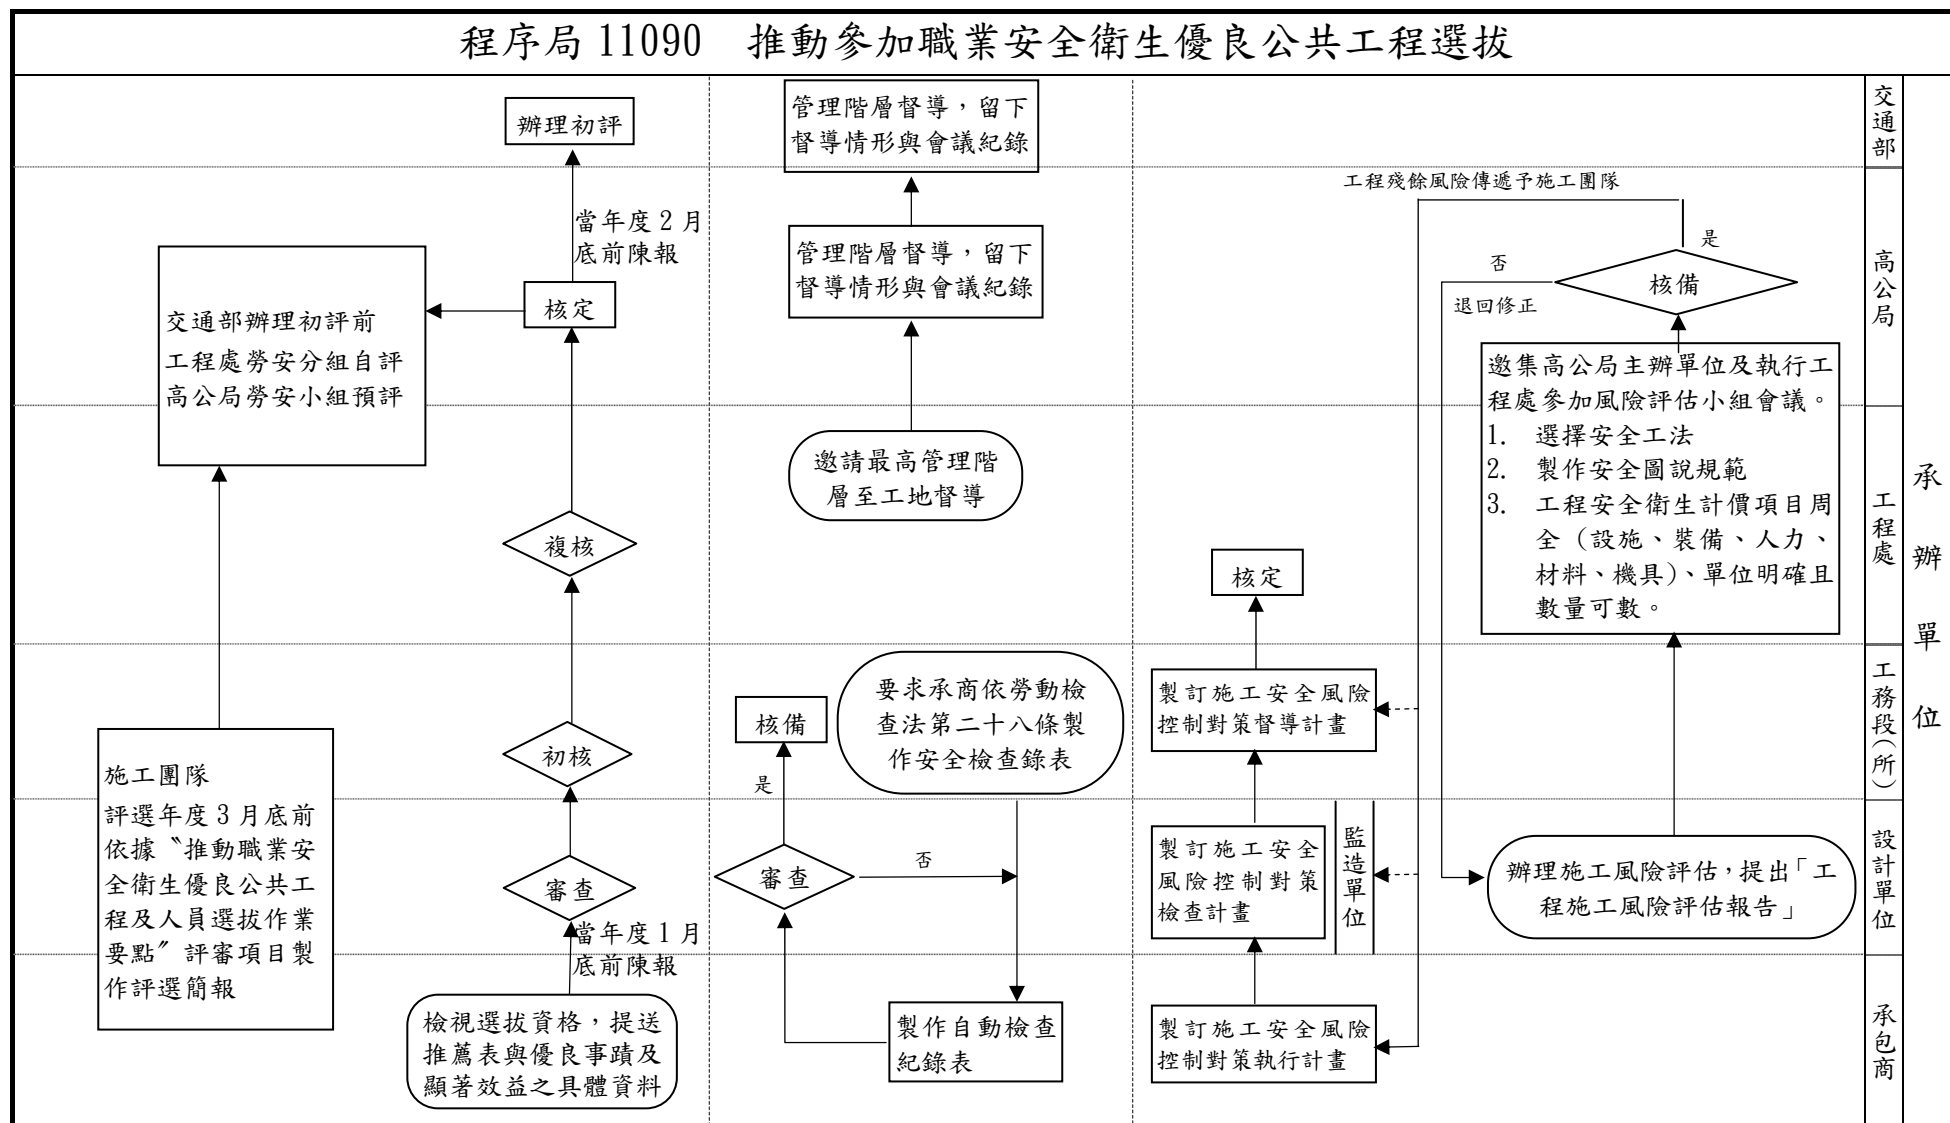 程序局 11090　推動參加職業安全衛生優良公共工程選拔
辦理初評
當年度 2 月
底前陳報
核定
交通部辦理初評前
工程處勞安分組自評
高公局勞安小組預評
複核
初核
審查
當年度 1 月
底前陳報
施工團隊
評選年度 3 月底前
依據〝推動職業安
全衛生優良公共工
程及人員選拔作業
要點〞評審項目製
作評選簡報
檢視選拔資格，提送
推薦表與優良事蹟及
顯著效益之具體資料
管理階層督導，留下
督導情形與會議紀錄
管理階層督導，留下
督導情形與會議紀錄
邀請最高管理階
層至工地督導
要求承商依勞動檢
查法第二十八條製
作安全檢查錄表
核備
是
審查
否
製作自動檢查
紀錄表
工程殘餘風險傳遞予施工團隊
是
否
核備
退回修正
邀集高公局主辦單位及執行工
程處參加風險評估小組會議。
1. 選擇安全工法
2. 製作安全圖說規範
3. 工程安全衛生計價項目周
全（設施、裝備、人力、
材料、機具）、單位明確且
數量可數。
核定
製訂施工安全風險
控制對策督導計畫
製訂施工安全
風險控制對策
檢查計畫
監造單位
辦理施工風險評估，提出「工
程施工風險評估報告」
製訂施工安全風險
控制對策執行計畫
交通部
高公局
工程處
工務段（所）
設計單位
承包商
承辦單位